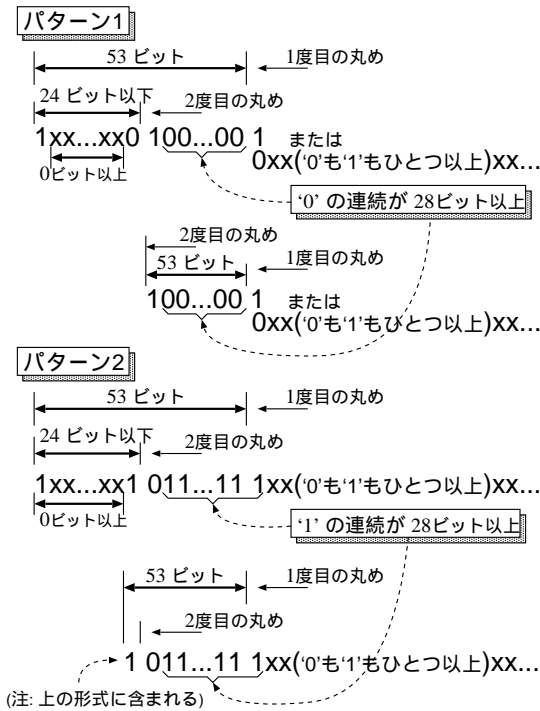 パターン1
53 ビット
1度目の丸め
24 ビット以下
2度目の丸め
1xx...xx0 100...00 1 または
0xx(‘0’も‘1’もひとつ以上)xx...
0ビット以上
‘0’ の連続が 28ビット以上
2度目の丸め
53 ビット
1度目の丸め
100...00 1 または
0xx(‘0’も‘1’もひとつ以上)xx...
パターン2
53 ビット
1度目の丸め
24 ビット以下
2度目の丸め
1xx...xx1 011...11 1xx(‘0’も‘1’もひとつ以上)xx...
0ビット以上
‘1’ の連続が 28ビット以上
53 ビット
1度目の丸め
2度目の丸め
1 011...11 1xx(‘0’も‘1’もひとつ以上)xx...
(注: 上の形式に含まれる)